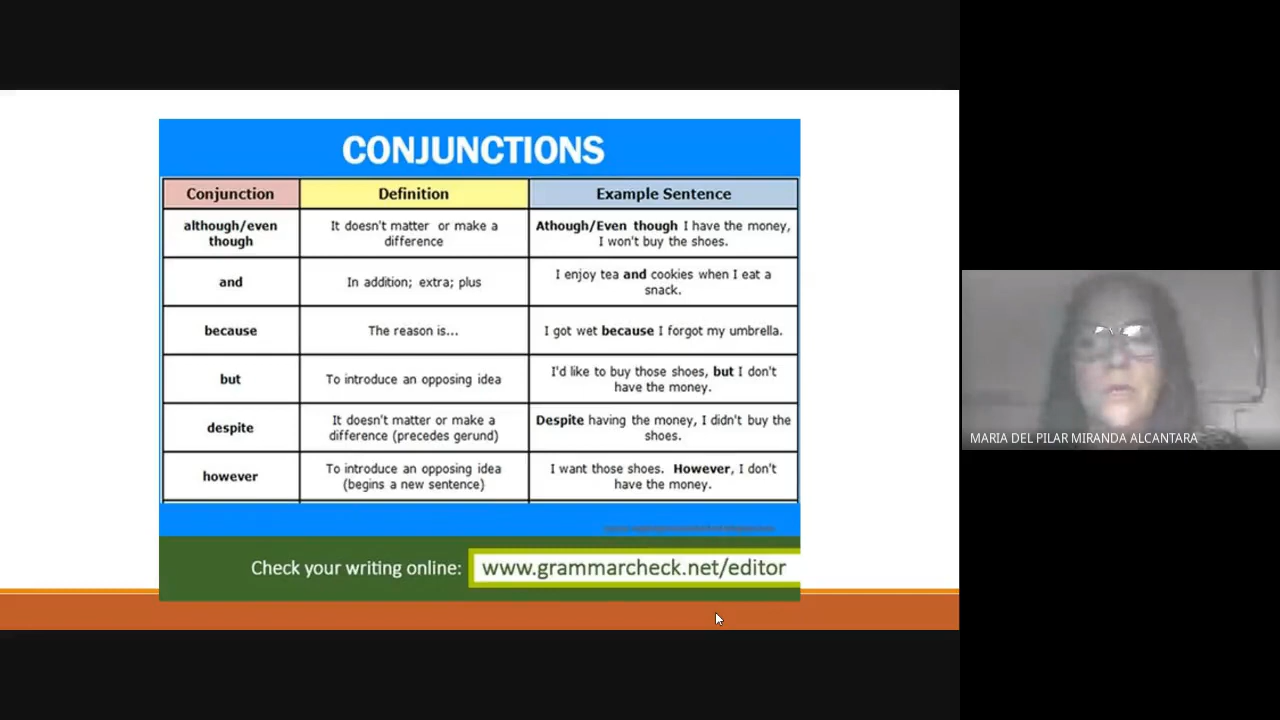 CONJUNCTIONS
Conjunction Definition Example Sentence
although/even
though
It doesn't matter or make a
difference
Athough/Even though I have the money,
I won't buy the shoes.
and
In addition; extra; plus
I enjoy tea and cookies when I eat a
snack.
because
The reason is...
I got wet because I forgot my umbrella.
but
To introduce an opposing idea
I'd like to buy those shoes, but I don't
have the money.
despite
It doesn't matter or make a
difference (precedes gerund)
Despite having the money, I didn't buy the
shoes.
however
To introduce an opposing idea
(begins a new sentence)
I want those shoes. However, I don't
have the money.
Check your writing online: www.grammarcheck.net/editor
MARIA DEL PILAR MIRANDA ALCANTARA